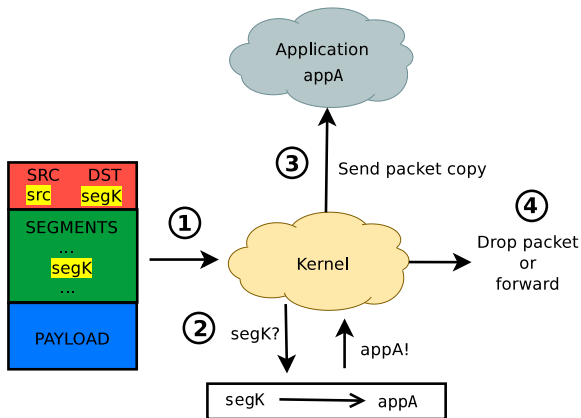 Application
appA
3
Send packet copy
SRC DST
src segK
SEGMENTS
...
segK
...
PAYLOAD
1
Kernel
4
Drop packet
or
forward
2
segK?
appA!
segK appA